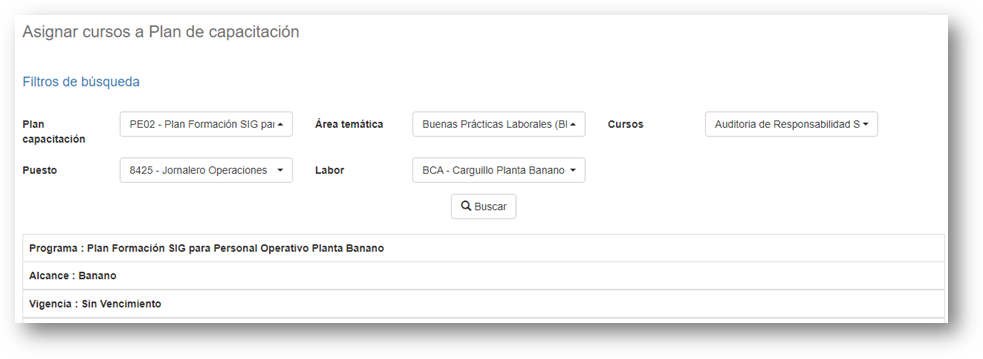 Asignar cursos a Plan de capacitación
Filtros de búsqueda
Plan capacitación PE02 - Plan Formación SIG par Área temática Buenas Prácticas Laborales (BI Cursos Auditoria de Responsabilidad S
Puesto 8425 - Jornalero Operaciones Labor BCA - Carguillo Planta Banano
Buscar
Programa : Plan Formación SIG para Personal Operativo Planta Banano
Alcance : Banano
Vigencia : Sin Vencimiento